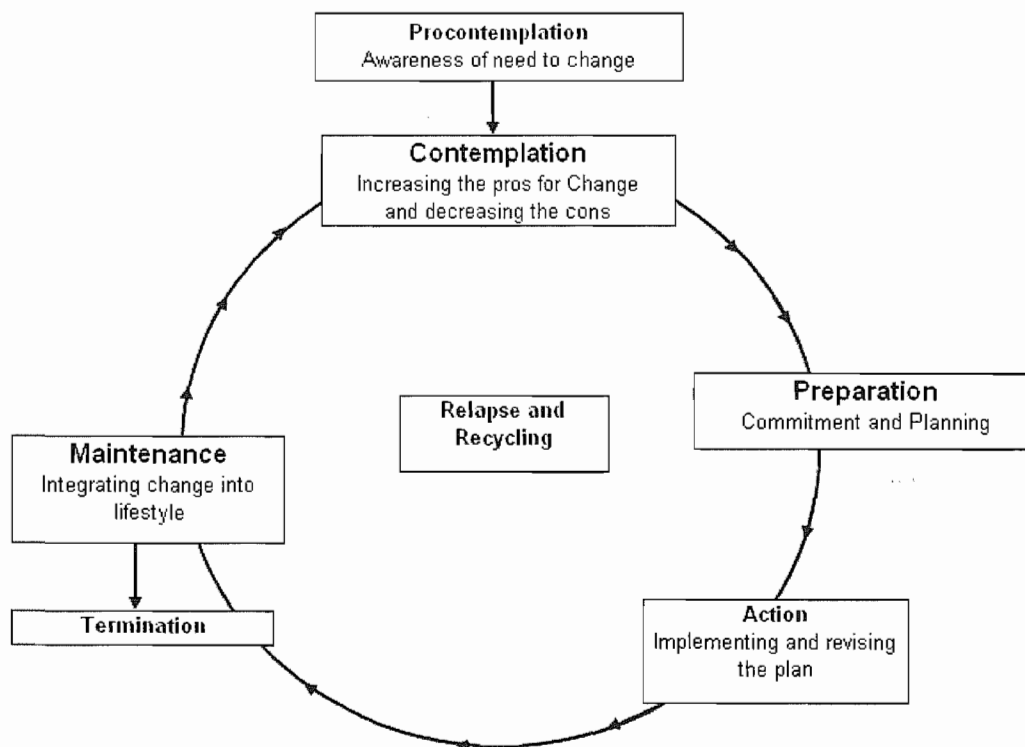 Procontemplation
Awareness of need to change
Contemplation
Increasing the pros for Change
and decreasing the cons
Preparation
Commitment and Planning
Relapse and
Recycling
Maintenance
Integrating change into
lifestyle
Termination
Action
Implementing and revising
the plan